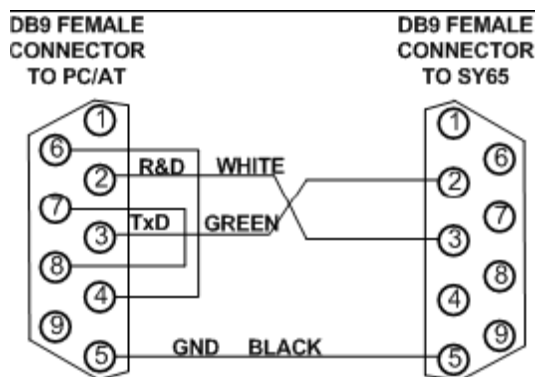 DB9 FEMALE
CONNECTOR
TO PC/AT
DB9 FEMALE
CONNECTOR
TO SY65
1
6
2
7
3
8
4
9
5
R&D WHITE
TxD GREEN
GND BLACK
1
6
2
7
3
8
4
9
5